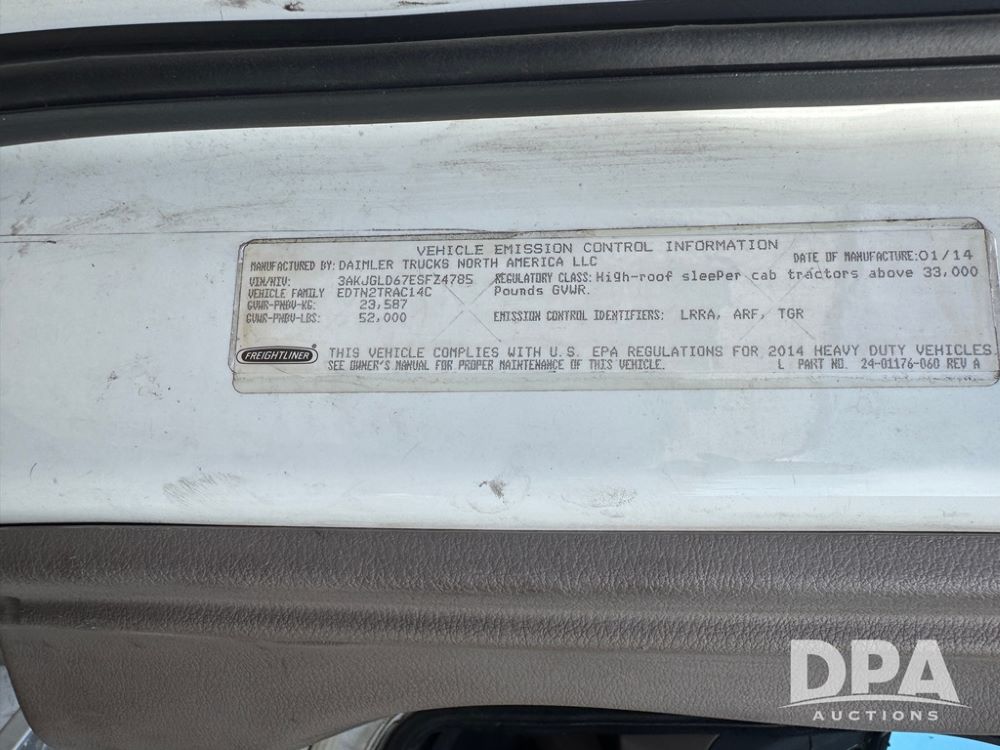 VEHICLE EMISSION CONTROL INFORMATION
MANUFACTURED BY: DAIMLER TRUCKS NORTH AMERICA LLC
DATE OF MANUFACTURE: 01/14
VIN/NIV: 3AKJGLD67ESFZ4785
REGULATORY CLASS: High-roof sleeper cab tractors above 33,000
Pounds GVWR.
VEHICLE FAMILY EDTN2TRAC14C
GVWR-PNBV-KG: 23,587
GVWR-PNBV-LBS: 52,000
EMISSION CONTROL IDENTIFIERS: LRRA, ARF, TGR
FREIGHTLINER
THIS VEHICLE COMPLIES WITH U.S. EPA REGULATIONS FOR 2014 HEAVY DUTY VEHICLES
SEE OWNER'S MANUAL FOR PROPER MAINTENANCE OF THIS VEHICLE.
L PART NO. 24-01176-060 REV A
DPA
AUCTIONS